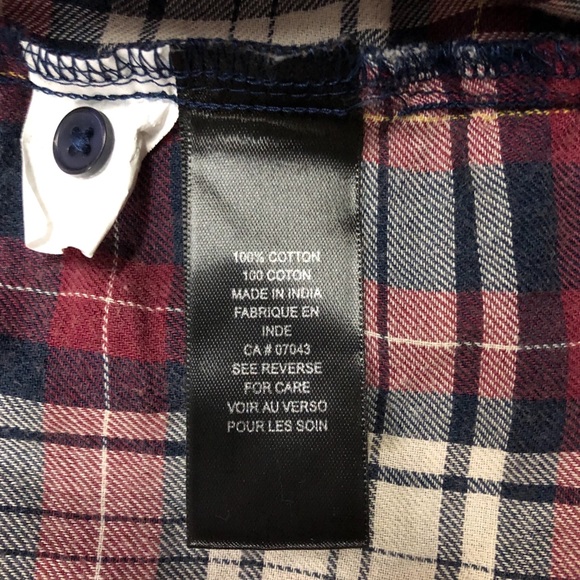 100% COTTON
100 COTON
MADE IN INDIA
FABRIQUE EN
INDE
CA # 07043
SEE REVERSE
FOR CARE
VOIR AU VERSO
POUR LES SOIN